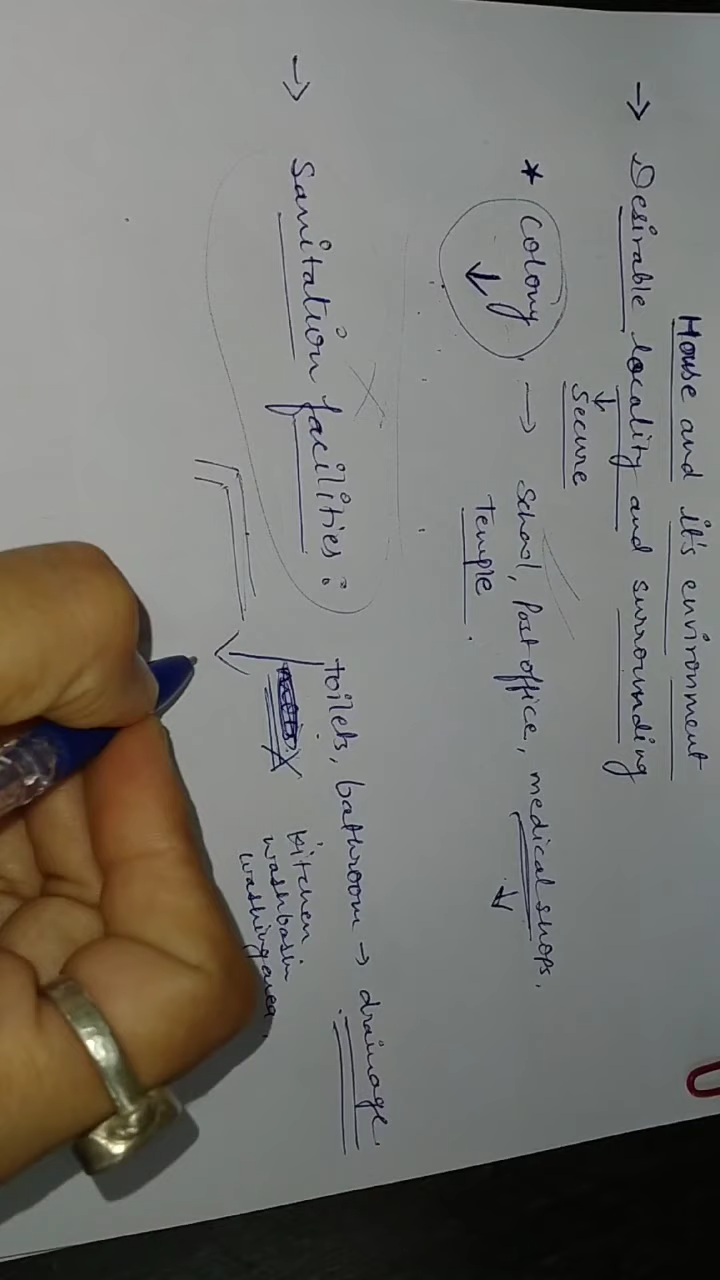 House and it's environment
→ Desirable locality and surrounding
↓
Secure
* Colony → School, Post office, medical shops,
↓ Temple. ↓
→ Sanitation facilities: toilets, bathroom → drainage.
kitchen
washbasin
washing area,